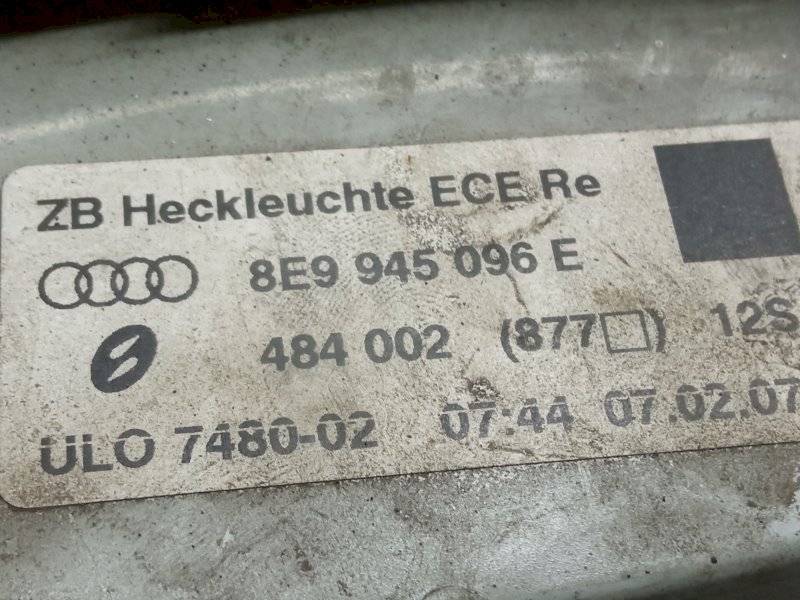 ZB Heckleuchte ECE Re
8E9 945 096 E
484 002 (877□) 12S
ULO 7480-02 07:44 07.02.07